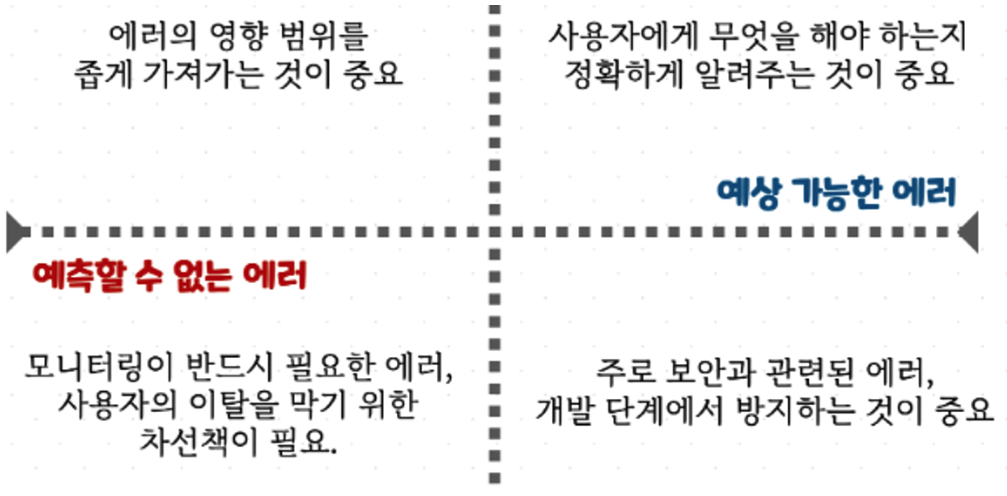 에러의 영향 범위를
좁게 가져가는 것이 중요
사용자에게 무엇을 해야 하는지
정확하게 알려주는 것이 중요
예상 가능한 에러
예측할 수 없는 에러
모니터링이 반드시 필요한 에러,
사용자의 이탈을 막기 위한
차선책이 필요.
주로 보안과 관련된 에러,
개발 단계에서 방지하는 것이 중요